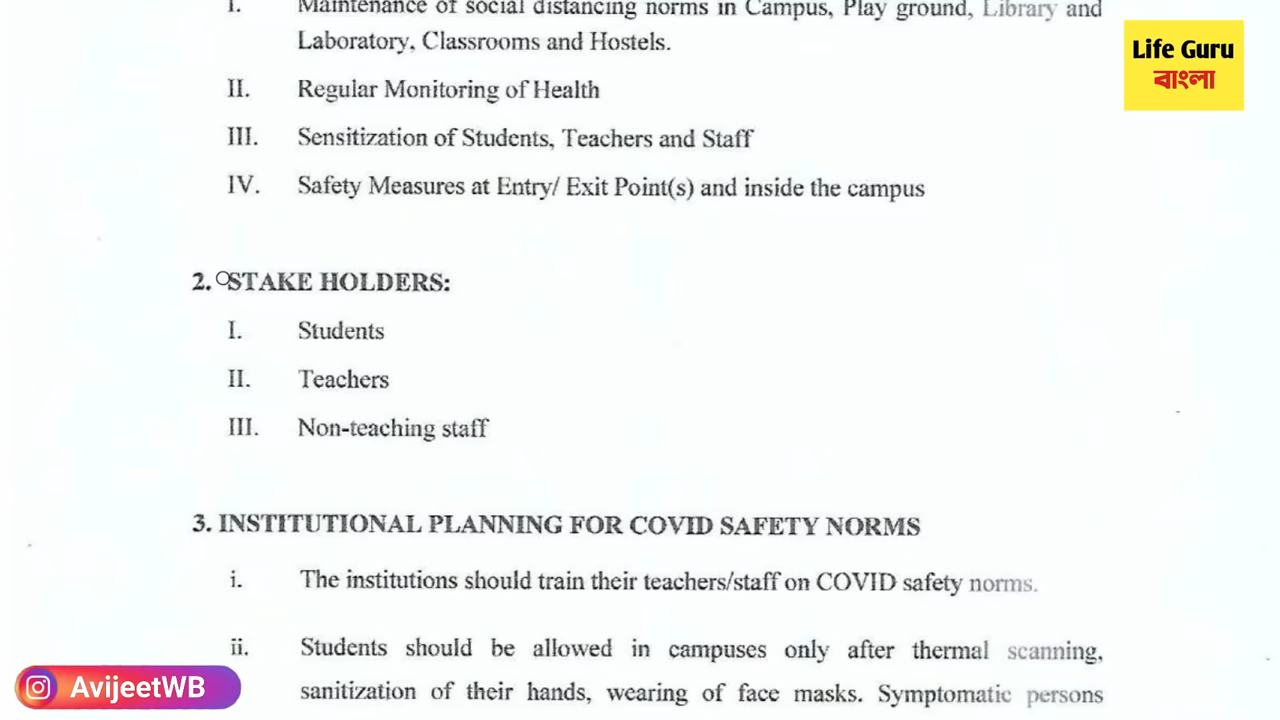 I. Maintenance of social distancing norms in Campus, Play ground, Library and
Laboratory, Classrooms and Hostels.
II. Regular Monitoring of Health
III. Sensitization of Students, Teachers and Staff
IV. Safety Measures at Entry/ Exit Point(s) and inside the campus
Life Guru
বাংলা
2. STAKE HOLDERS:
I. Students
II. Teachers
III. Non-teaching staff
3. INSTITUTIONAL PLANNING FOR COVID SAFETY NORMS
i. The institutions should train their teachers/staff on COVID safety norms.
ii. Students should be allowed in campuses only after thermal scanning,
sanitization of their hands, wearing of face masks. Symptomatic persons
AvijeetWB